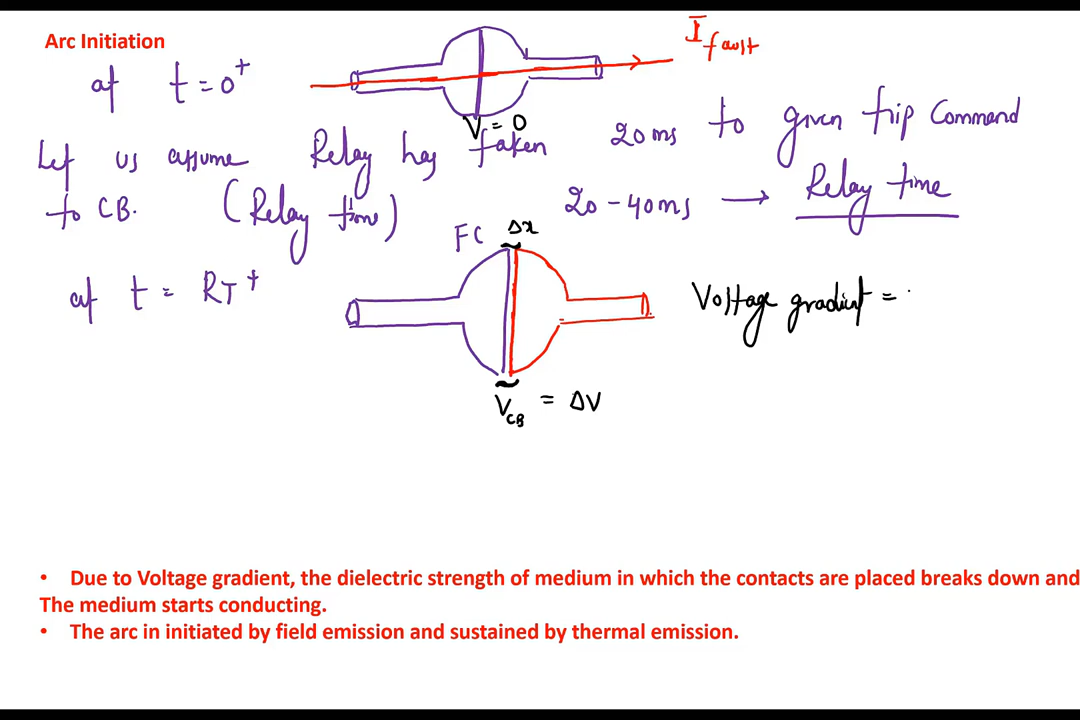 Arc Initiation
I fault
at t = 0+
V = 0
Let us assume Relay has taken 20ms to given trip Command
to CB. (Relay time) 20 - 40ms → Relay time
FC Δx
at t = RT+
Voltage gradient =
VCB = ΔV
• Due to Voltage gradient, the dielectric strength of medium in which the contacts are placed breaks down and
The medium starts conducting.
• The arc in initiated by field emission and sustained by thermal emission.